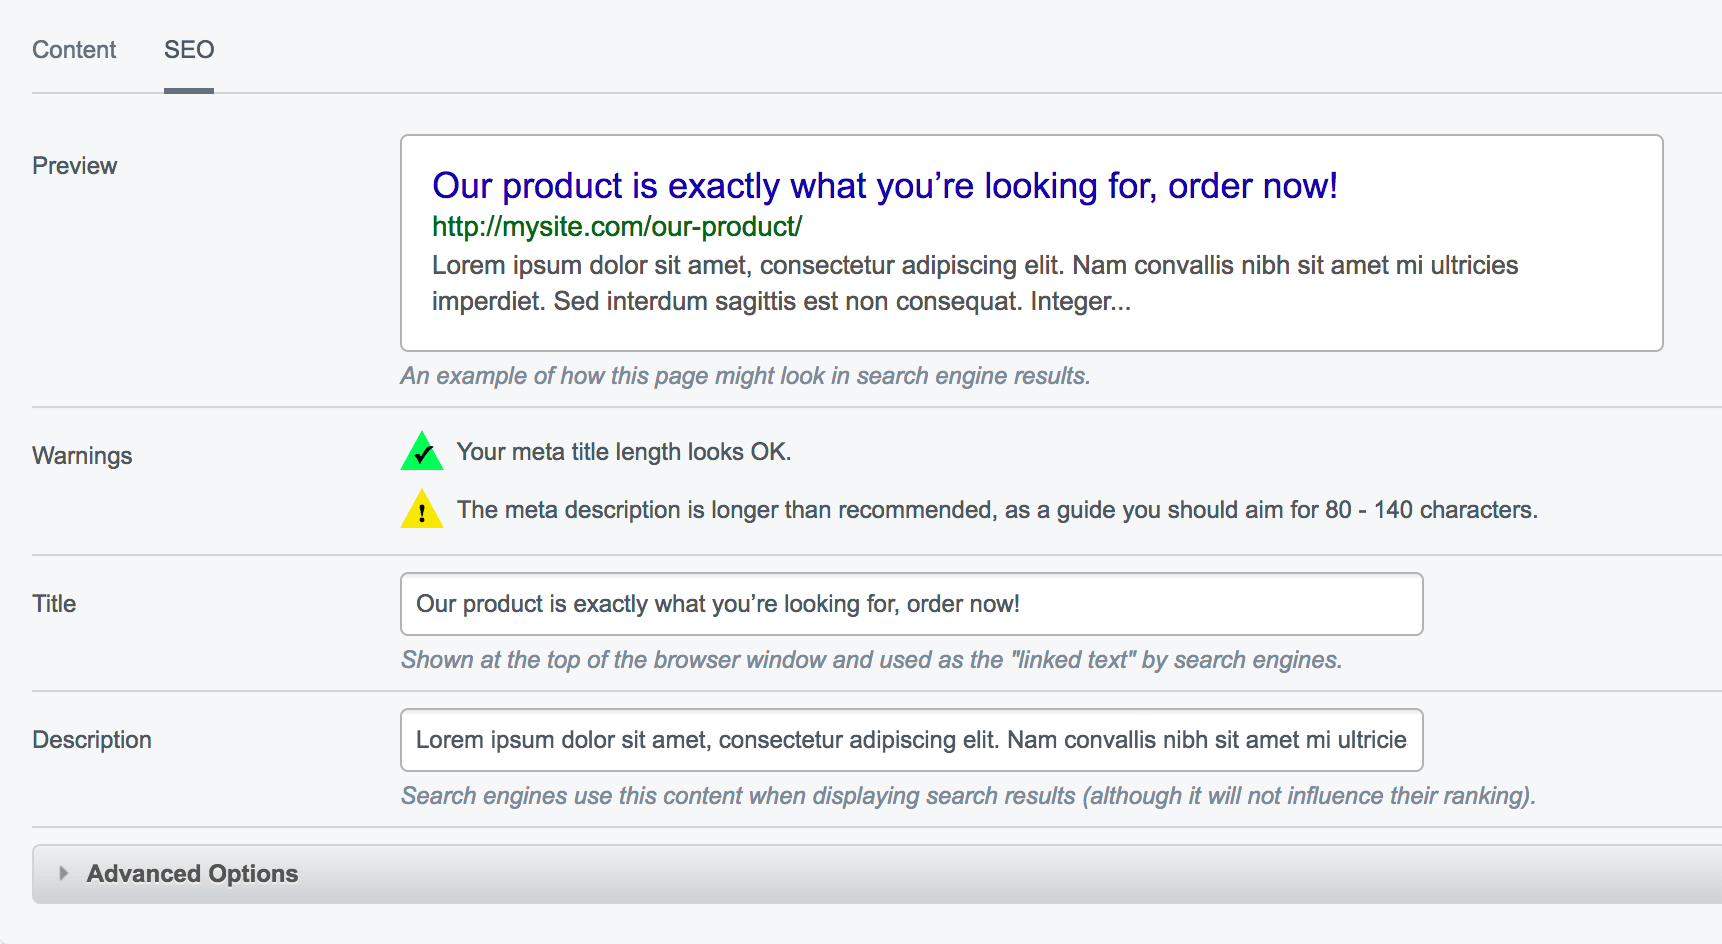 Content SEO
Preview
Our product is exactly what you’re looking for, order now!
http://mysite.com/our-product/
Lorem ipsum dolor sit amet, consectetur adipiscing elit. Nam convallis nibh sit amet mi ultricies
imperdiet. Sed interdum sagittis est non consequat. Integer...
An example of how this page might look in search engine results.
Warnings
Your meta title length looks OK.
The meta description is longer than recommended, as a guide you should aim for 80 - 140 characters.
Title
Our product is exactly what you’re looking for, order now!
Shown at the top of the browser window and used as the "linked text" by search engines.
Description
Lorem ipsum dolor sit amet, consectetur adipiscing elit. Nam convallis nibh sit amet mi ultricie
Search engines use this content when displaying search results (although it will not influence their ranking).
Advanced Options